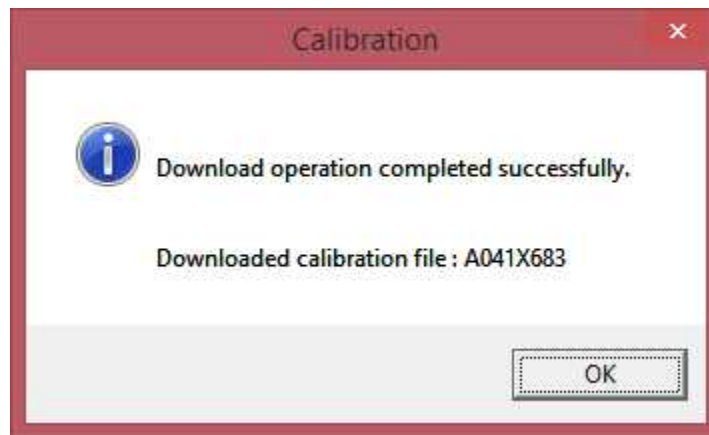 Calibration
Download operation completed successfully.
Downloaded calibration file : A041X683
OK